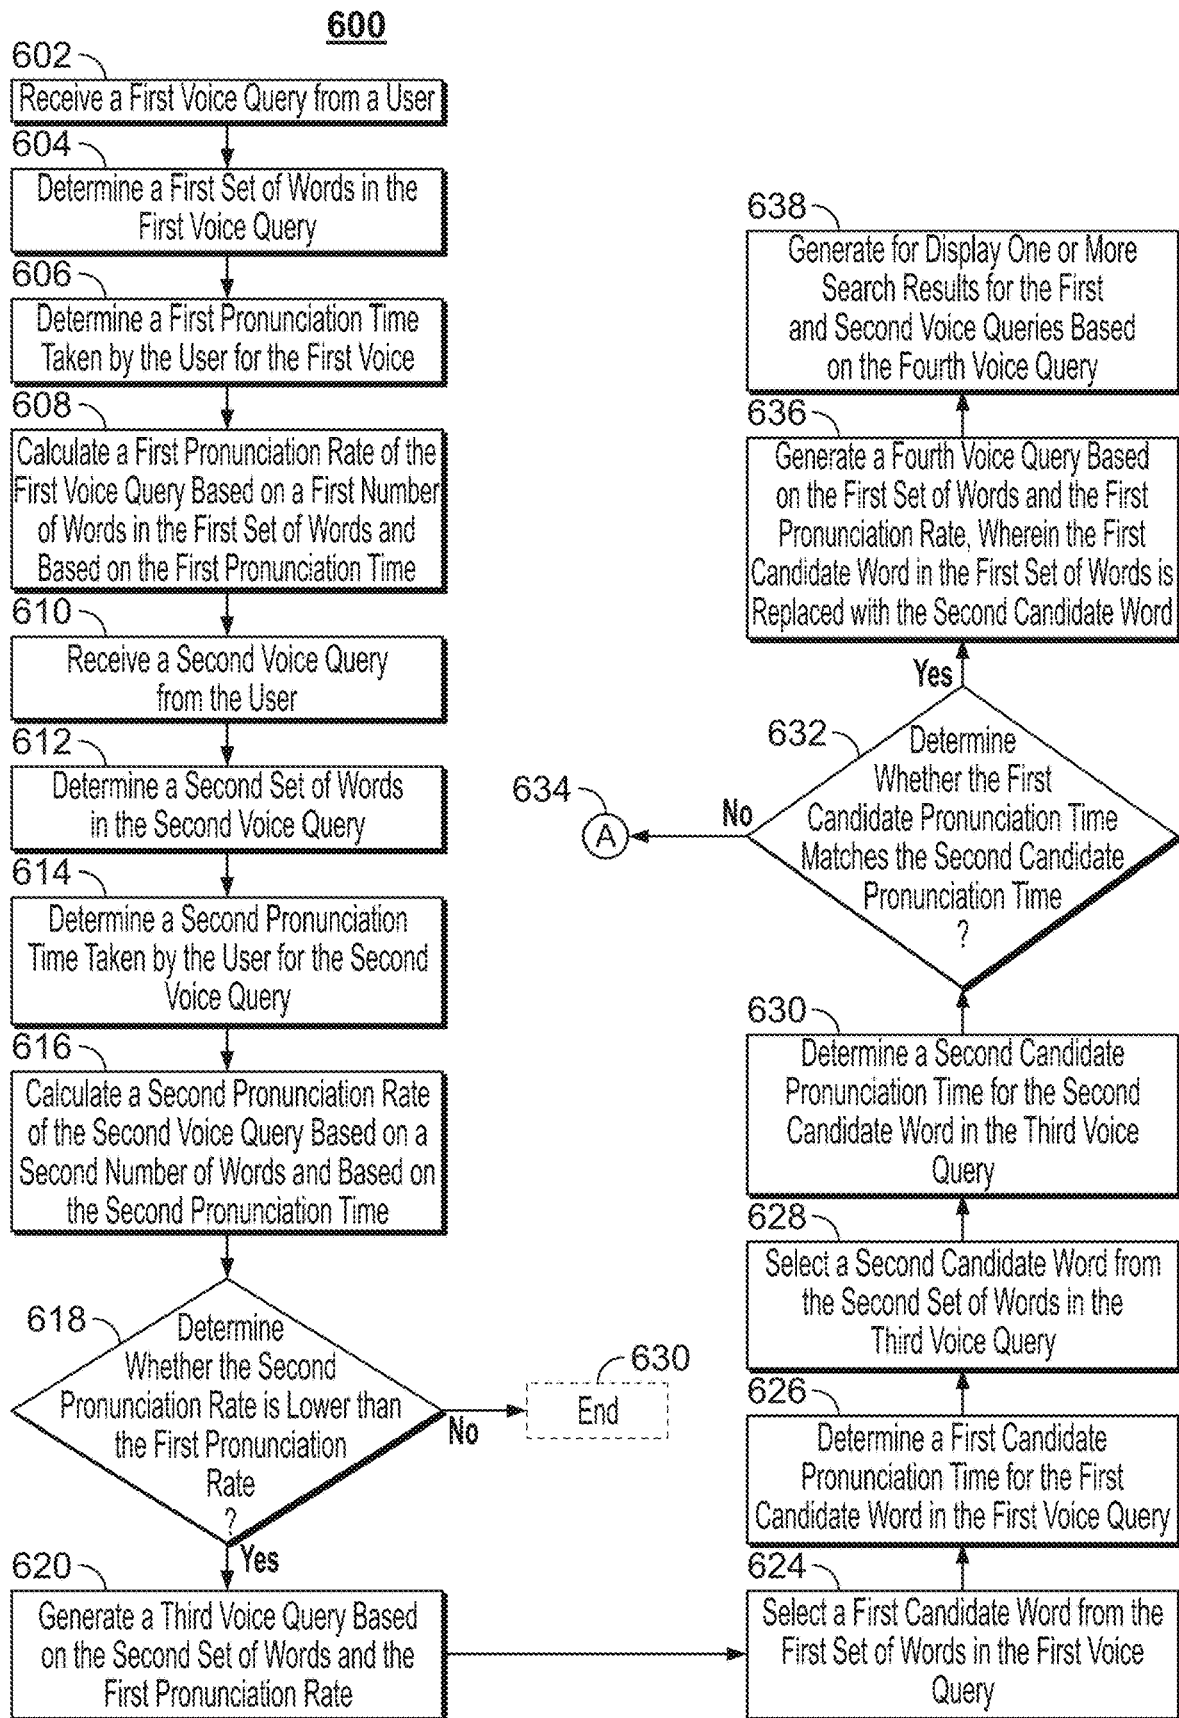 600
602
Receive a First Voice Query from a User
604
Determine a First Set of Words in the
First Voice Query
606
Determine a First Pronunciation Time
Taken by the User for the First Voice
608
Calculate a First Pronunciation Rate of the
First Voice Query Based on a First Number
of Words in the First Set of Words and
Based on the First Pronunciation Time
610
Receive a Second Voice Query
from the User
612
Determine a Second Set of Words
in the Second Voice Query
614
Determine a Second Pronunciation
Time Taken by the User for the Second
Voice Query
616
Calculate a Second Pronunciation Rate
of the Second Voice Query Based on a
Second Number of Words and Based on
the Second Pronunciation Time
618
Determine
Whether the Second
Pronunciation Rate is Lower than
the First Pronunciation
Rate
?
No
630
End
Yes
620
Generate a Third Voice Query Based
on the Second Set of Words and the
First Pronunciation Rate
624
Select a First Candidate Word from the
First Set of Words in the First Voice
Query
626
Determine a First Candidate
Pronunciation Time for the First
Candidate Word in the First Voice Query
628
Select a Second Candidate Word from
the Second Set of Words in the
Third Voice Query
630
Determine a Second Candidate
Pronunciation Time for the Second
Candidate Word in the Third Voice
Query
632
Determine
Whether the First
Candidate Pronunciation Time
Matches the Second Candidate
Pronunciation Time
?
No
634
A
Yes
636
Generate a Fourth Voice Query Based
on the First Set of Words and the First
Pronunciation Rate, Wherein the First
Candidate Word in the First Set of Words is
Replaced with the Second Candidate Word
638
Generate for Display One or More
Search Results for the First
and Second Voice Queries Based
on the Fourth Voice Query